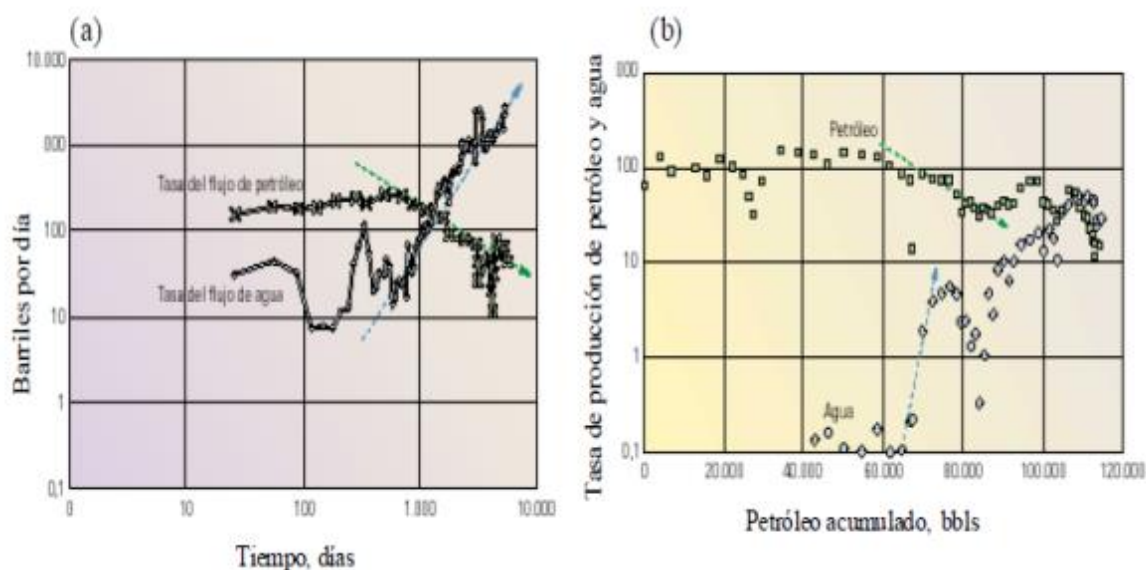 (a)
10.000
100
10
1
0,1
Barriles por día
Tasa del flujo de petróleo
Tasa del flujo de agua
0
10
100
1.000
10.000
Tiempo, días
(b)
100
10
1
0,1
Tasa de producción de petróleo y agua
Petróleo
Agua
0
20.000
40.000
60.000
80.000
100.000
120.000
Petróleo acumulado, bbls